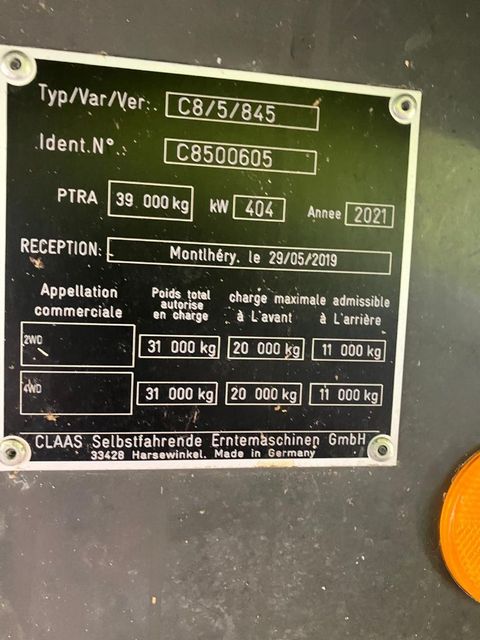 Typ/Var/Ver.: C8/5/845
Ident.N° .: C8500605
PTRA 39 000 kg kW 404 Annee 2021
RECEPTION: Montlhéry, le 29/05/2019
Appellation commerciale
Poids total autorise en charge
charge maximale admissible
à L'avant à L'arrière
2WD 31 000 kg 20 000 kg 11 000 kg
4WD 31 000 kg 20 000 kg 11 000 kg
CLAAS Selbstfahrende Erntemaschinen GmbH
33428 Harsewinkel. Made in Germany